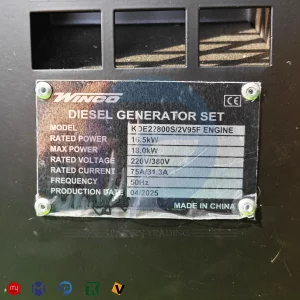 WINCO
CE
DIESEL GENERATOR SET
MODEL KDE22800S/2V95F ENGINE
RATED POWER 16.5kW
MAX POWER 18.0kW
RATED VOLTAGE 220V/380V
RATED CURRENT 75A/31.3A
FREQUENCY 50Hz
PRODUCTION DATE 04/2025
MADE IN CHINA